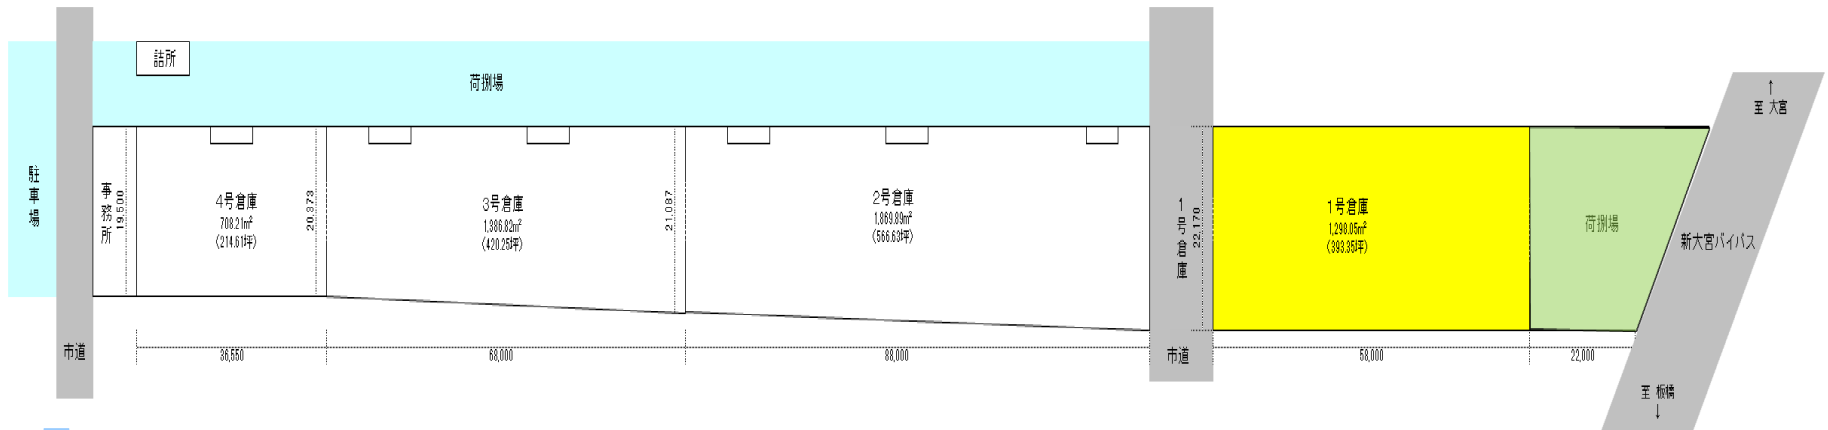 詰所
荷捌場
駐車場
事務所
19,500
4号倉庫
708.21㎡
(214.61坪)
20,373
3号倉庫
1,386.82㎡
(420.25坪)
21,087
2号倉庫
1,869.89㎡
(566.63坪)
1号倉庫
22,170
1号倉庫
1,298.05㎡
(393.35坪)
荷捌場
↑
至 大宮
新大宮バイパス
至 板橋
↓
市道
36,550
68,000
88,000
市道
58,000
22,000